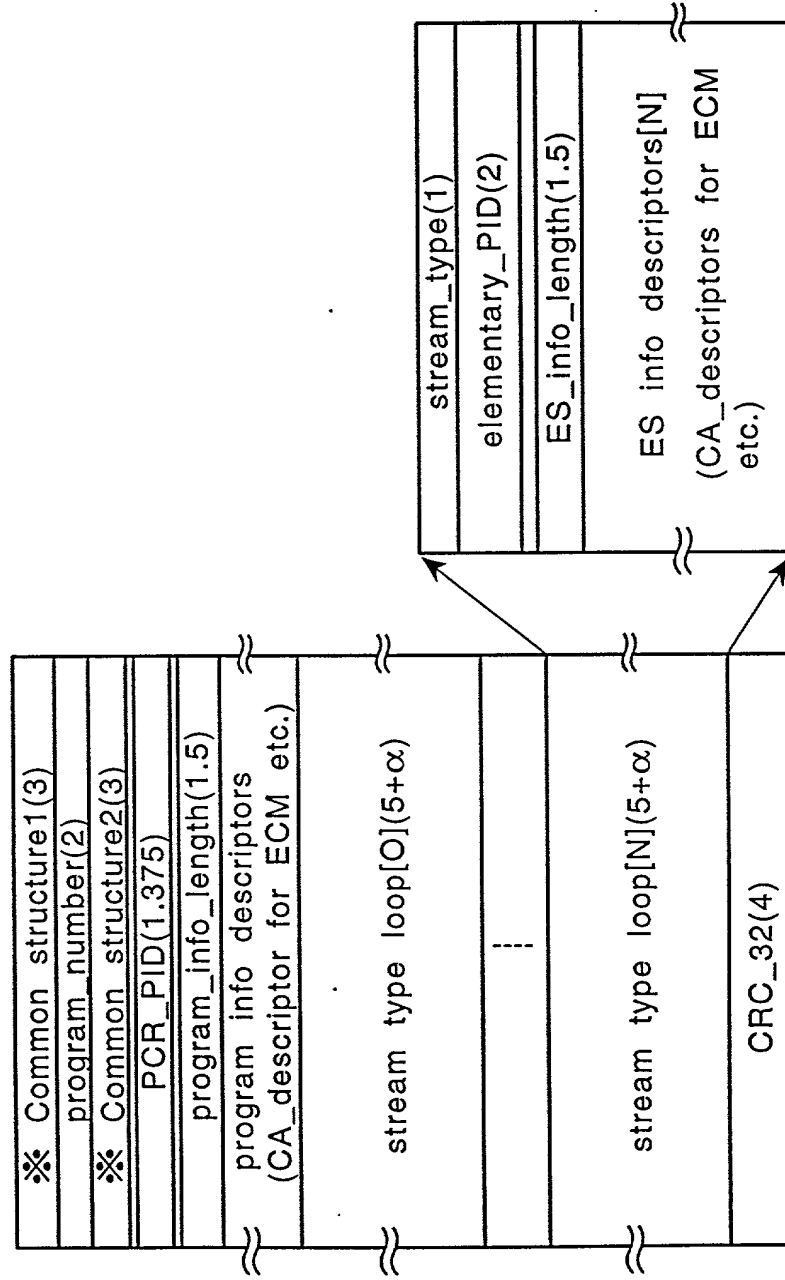 ※ Common structure1(3)
program_number(2)
※ Common structure2(3)
PCR_PID(1.375)
program_info_length(1.5)
program info descriptors
(CA_descriptor for ECM etc.)
stream type loop[O](5+α)
stream type loop[N](5+α)
CRC_32(4)
stream_type(1)
elementary_PID(2)
ES_info_length(1.5)
ES info descriptors[N]
(CA_descriptors for ECM
etc.)